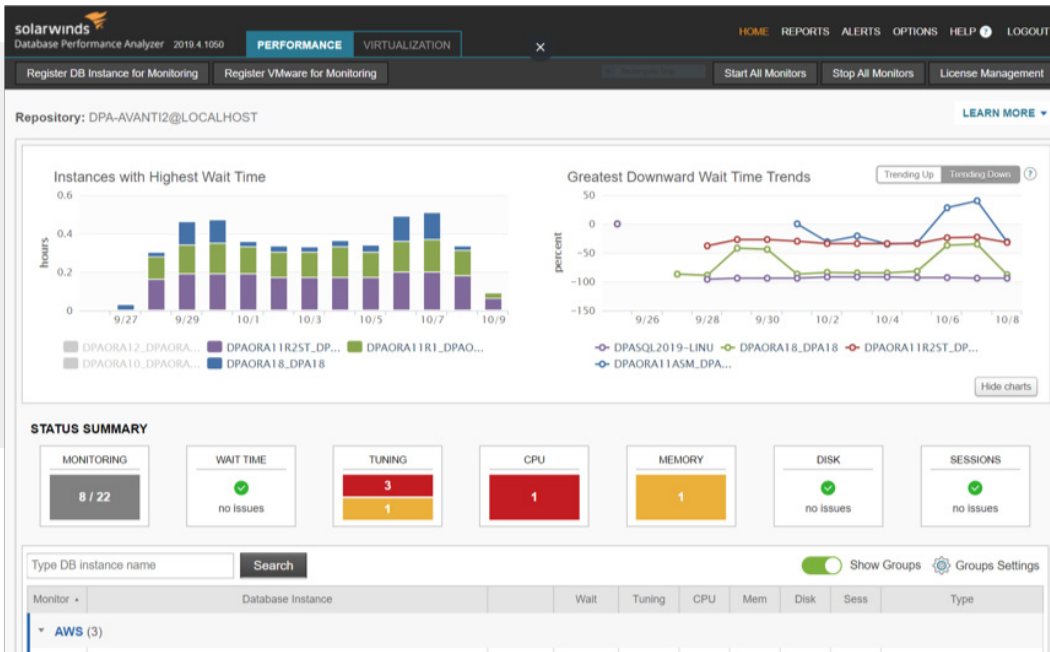 solarwinds
Database Performance Analyzer 2019.4.1050
PERFORMANCE VIRTUALIZATION
×
HOME REPORTS ALERTS OPTIONS HELP ? LOGOUT
Register DB Instance for Monitoring Register VMware for Monitoring
Start All Monitors Stop All Monitors License Management
Repository: DPA-AVANTI2@LOCALHOST
LEARN MORE
Instances with Highest Wait Time
0.6
0.4
0.2
0
hours
9/27 9/29 10/1 10/3 10/5 10/7 10/9
DPAORA12_DPAORA... DPAORA11R2ST_DP... DPAORA11R1_DPAO...
DPAORA10_DPAORA... DPAORA18_DPA18
Greatest Downward Wait Time Trends
Trending Up Trending Down ?
50
0
-50
-100
-150
percent
9/26 9/28 9/30 10/2 10/4 10/6 10/8
DPASQL2019-LINU DPAORA18_DPA18 DPAORA11R2ST_DP...
DPAORA11ASM_DPA...
Hide charts
STATUS SUMMARY
MONITORING
8 / 22
WAIT TIME
no issues
TUNING
3
1
CPU
1
MEMORY
1
DISK
no issues
SESSIONS
no issues
Type DB instance name Search
Show Groups Groups Settings
Monitor Database Instance Wait Tuning CPU Mem Disk Sess Type
AWS (3)